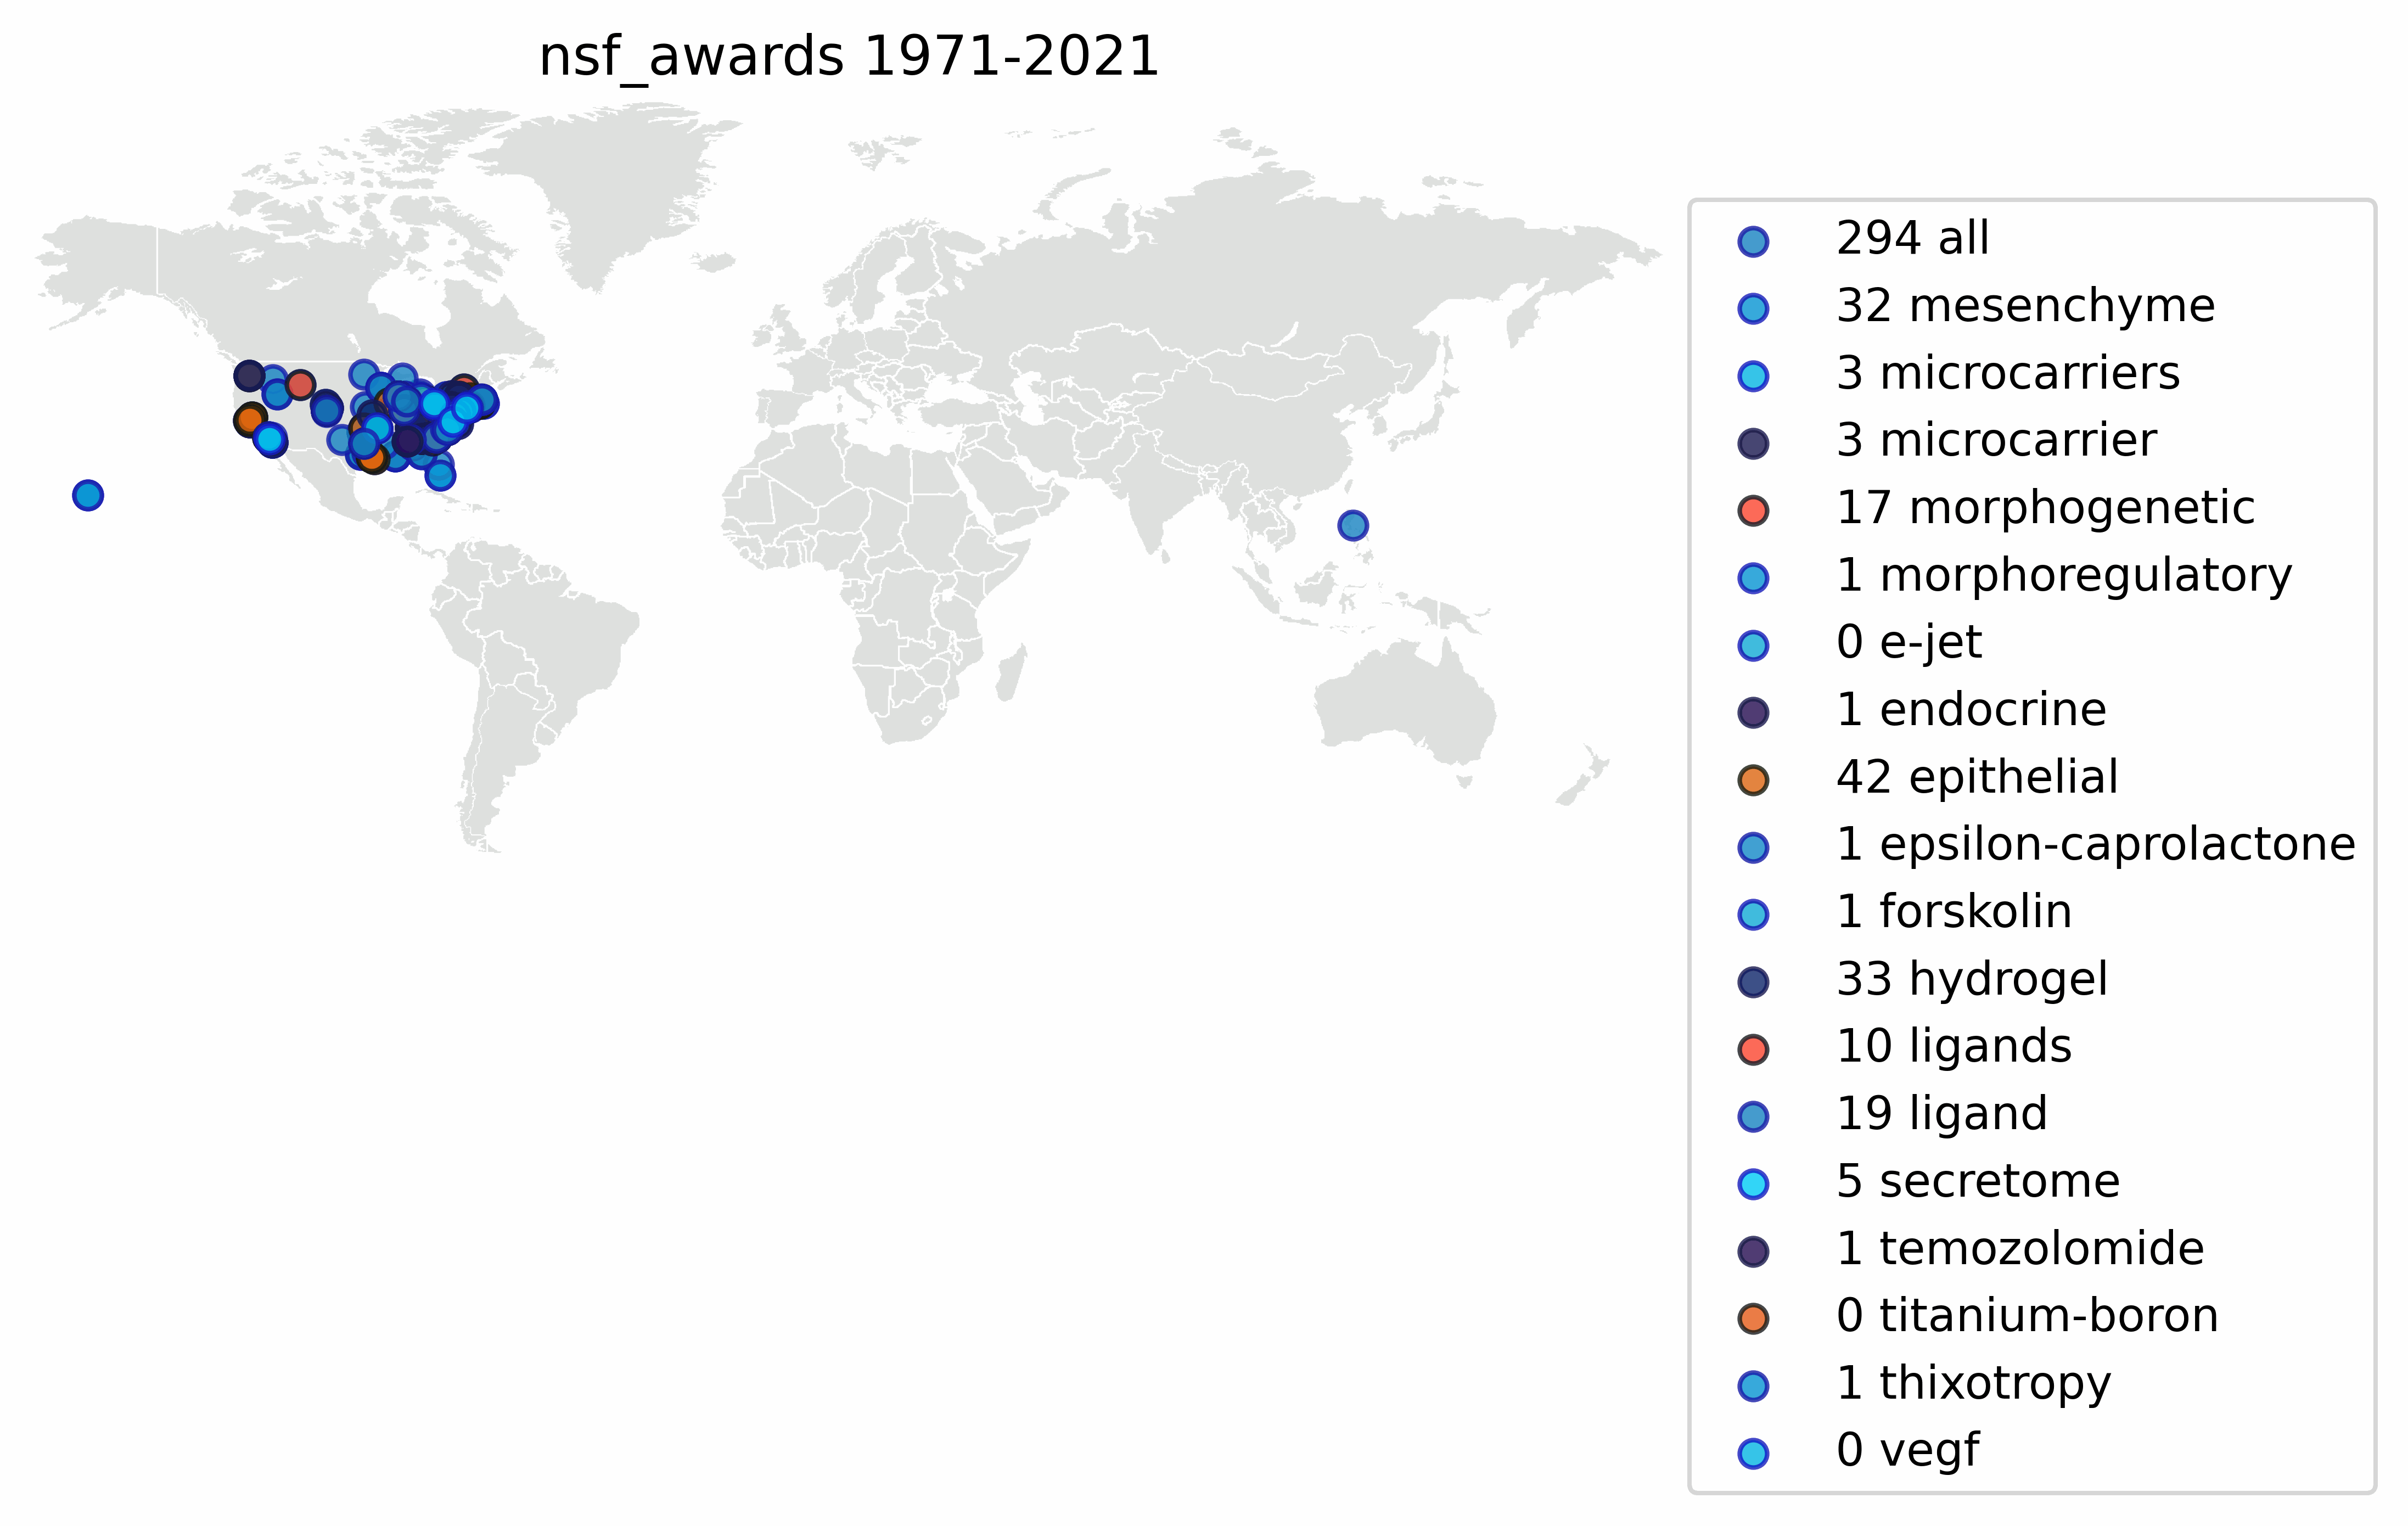 nsf_awards 1971-2021
294 all
32 mesenchyme
3 microcarriers
3 microcarrier
17 morphogenetic
1 morphoregulatory
0 e-jet
1 endocrine
42 epithelial
1 epsilon-caprolactone
1 forskolin
33 hydrogel
10 ligands
19 ligand
5 secretome
1 temozolomide
0 titanium-boron
1 thixotropy
0 vegf